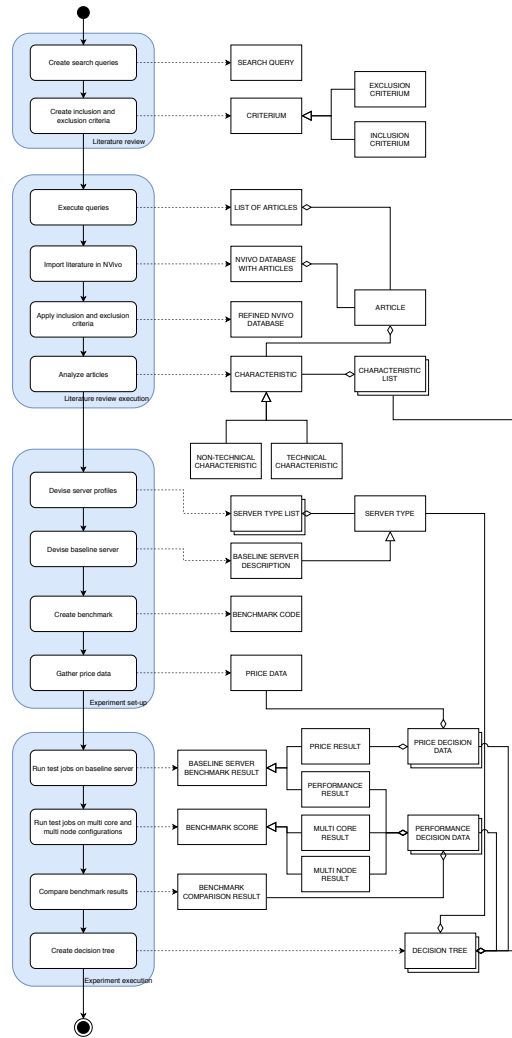 Create search queries
SEARCH QUERY
EXCLUSION
CRITERIUM
Create inclusion and
exclusion criteria
CRITERIUM
INCLUSION
CRITERIUM
Literature review
Execute queries
LIST OF ARTICLES
Import literature in NVivo
NVIVO DATABASE
WITH ARTICLES
ARTICLE
Apply inclusion and exclusion
criteria
REFINED NVIVO
DATABASE
Analyze articles
CHARACTERISTIC
CHARACTERISTIC
LIST
Literature review execution
NON-TECHNICAL
CHARACTERISTIC
TECHNICAL
CHARACTERISTIC
Devise server profiles
SERVER TYPE LIST
SERVER TYPE
Devise baseline server
BASELINE SERVER
DESCRIPTION
Create benchmark
BENCHMARK CODE
Gather price data
PRICE DATA
Experiment set-up
Run test jobs on baseline server
BASELINE SERVER
BENCHMARK RESULT
PRICE RESULT
PRICE DECISION
DATA
PERFORMANCE
RESULT
Run test jobs on multi core and
multi node configurations
BENCHMARK SCORE
MULTI CORE
RESULT
PERFORMANCE
DECISION DATA
MULTI NODE
RESULT
Compare benchmark results
BENCHMARK
COMPARISON RESULT
Create decision tree
DECISION TREE
Experiment execution